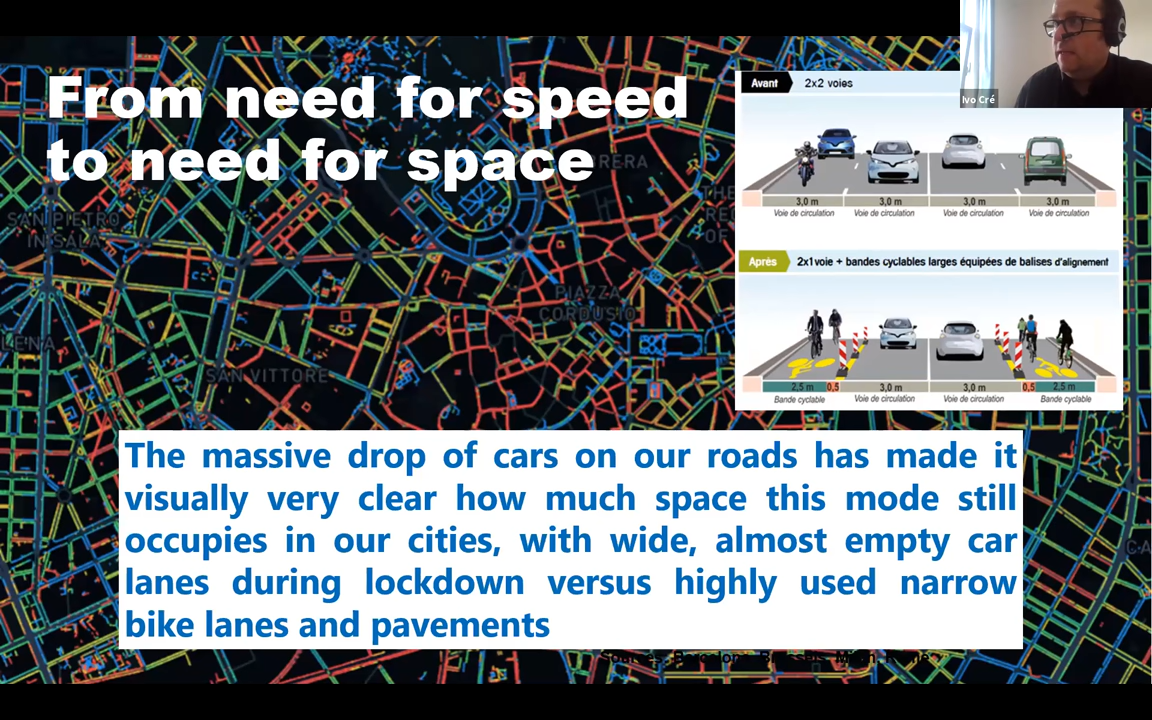 From need for speed
to need for space
Ivo Cré
Avant 2x2 voies
3,0 m 3,0 m 3,0 m 3,0 m
Voie de circulation Voie de circulation Voie de circulation Voie de circulation
Après 2x1voie + bandes cyclables larges équipées de balises d'alignement
2,5 m 0,5 3,0 m 3,0 m 0,5 2,5 m
Bande cyclable Voie de circulation Voie de circulation Bande cyclable
SAN PIETRO
IN SALA
PIAZZA
CORDUSIO
SAN VITTORE
The massive drop of cars on our roads has made it
visually very clear how much space this mode still
occupies in our cities, with wide, almost empty car
lanes during lockdown versus highly used narrow
bike lanes and pavements